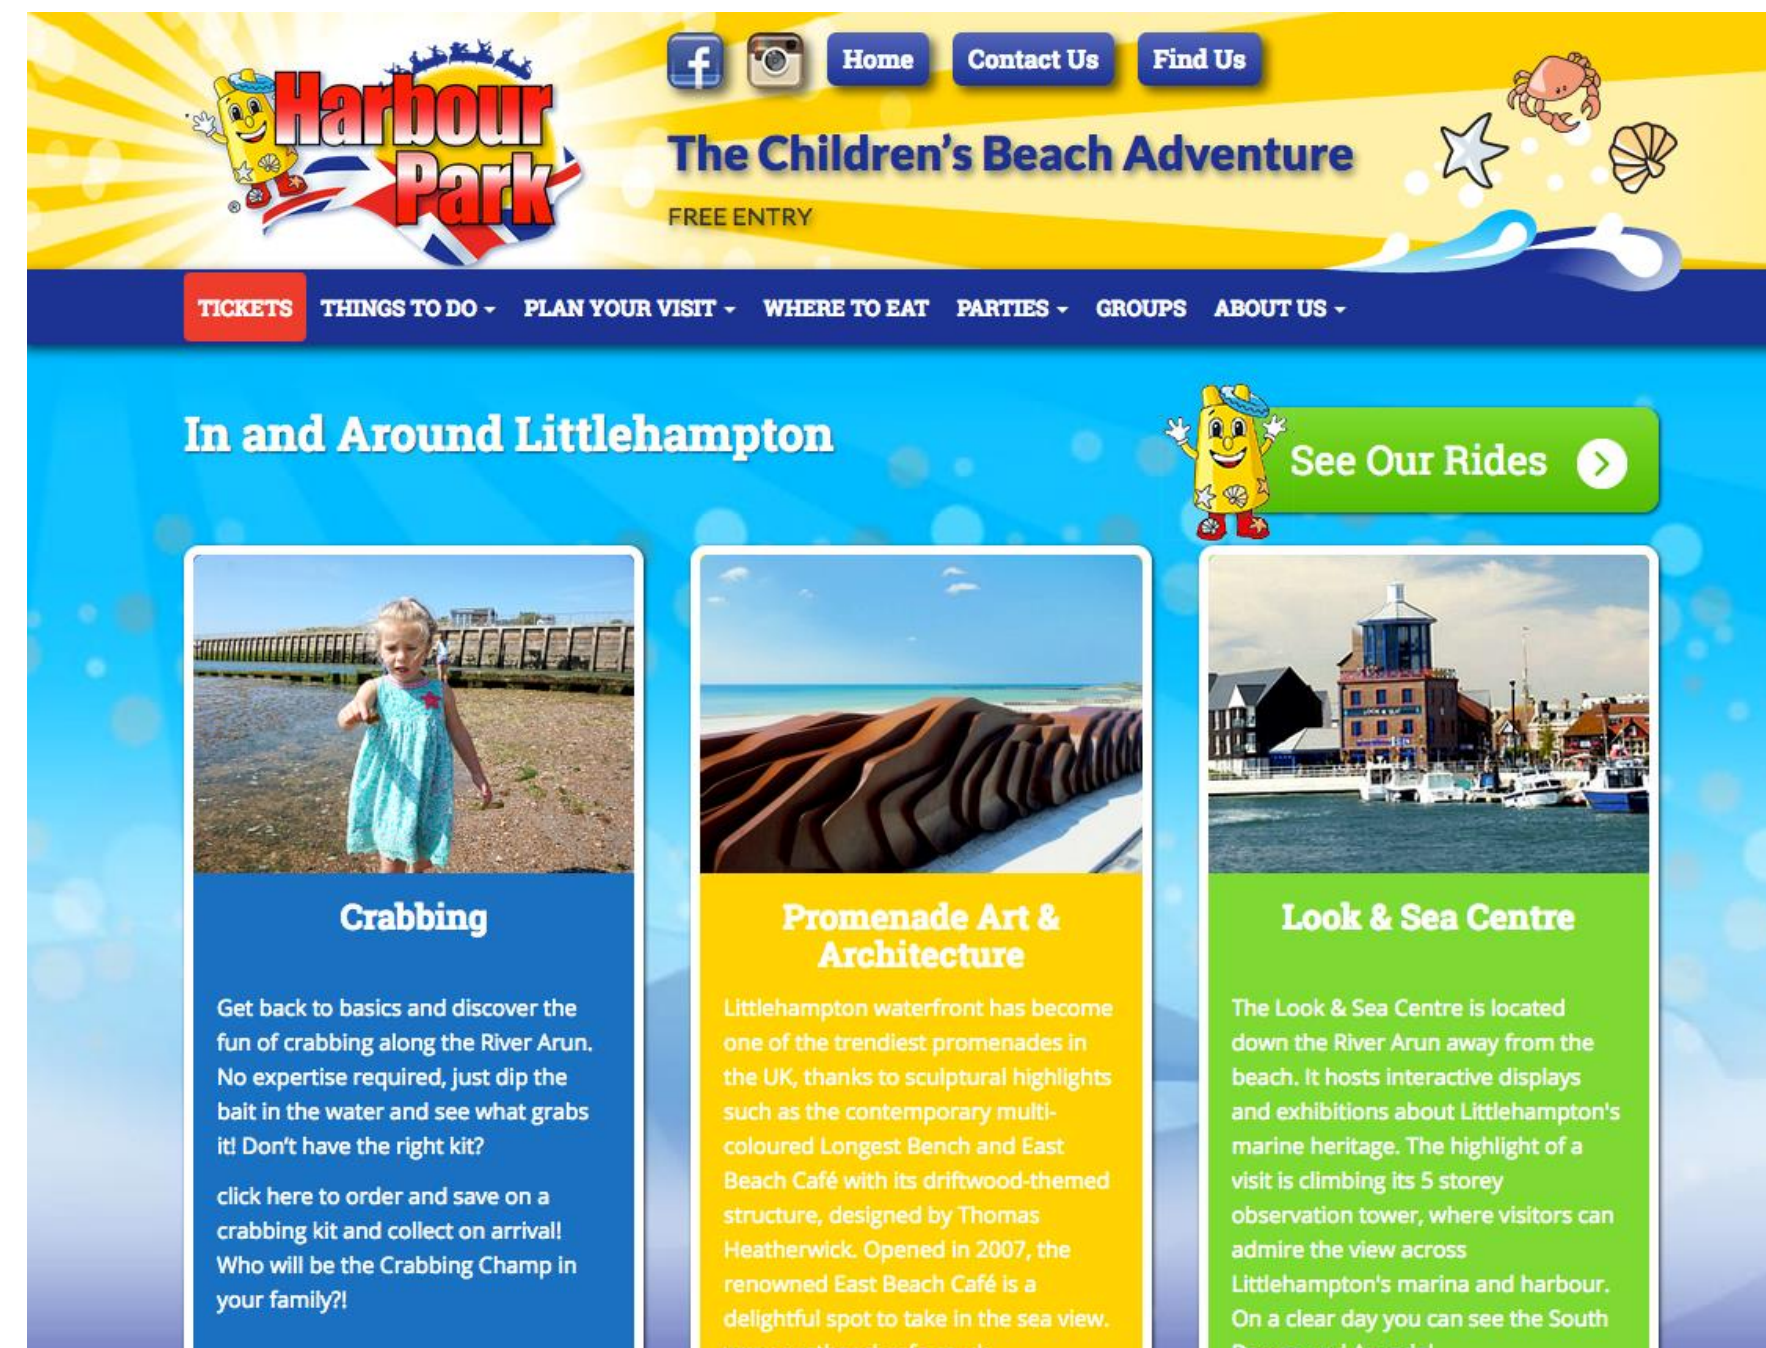 Harbour
Park
®
Home
Contact Us
Find Us
The Children's Beach Adventure
FREE ENTRY
TICKETS
THINGS TO DO
PLAN YOUR VISIT
WHERE TO EAT
PARTIES
GROUPS
ABOUT US
In and Around Littlehampton
See Our Rides
Crabbing
Get back to basics and discover the
fun of crabbing along the River Arun.
No expertise required, just dip the
bait in the water and see what grabs
it! Don't have the right kit?
click here to order and save on a
crabbing kit and collect on arrival!
Who will be the Crabbing Champ in
your family?!
Promenade Art &
Architecture
Littlehampton waterfront has become
one of the trendiest promenades in
the UK, thanks to sculptural highlights
such as the contemporary multi-
coloured Longest Bench and East
Beach Café with its driftwood-themed
structure, designed by Thomas
Heatherwick. Opened in 2007, the
renowned East Beach Café is a
delightful spot to take in the sea view.
LOOK & SEA!
Look & Sea Centre
The Look & Sea Centre is located
down the River Arun away from the
beach. It hosts interactive displays
and exhibitions about Littlehampton's
marine heritage. The highlight of a
visit is climbing its 5 storey
observation tower, where visitors can
admire the view across
Littlehampton's marina and harbour.
On a clear day you can see the South